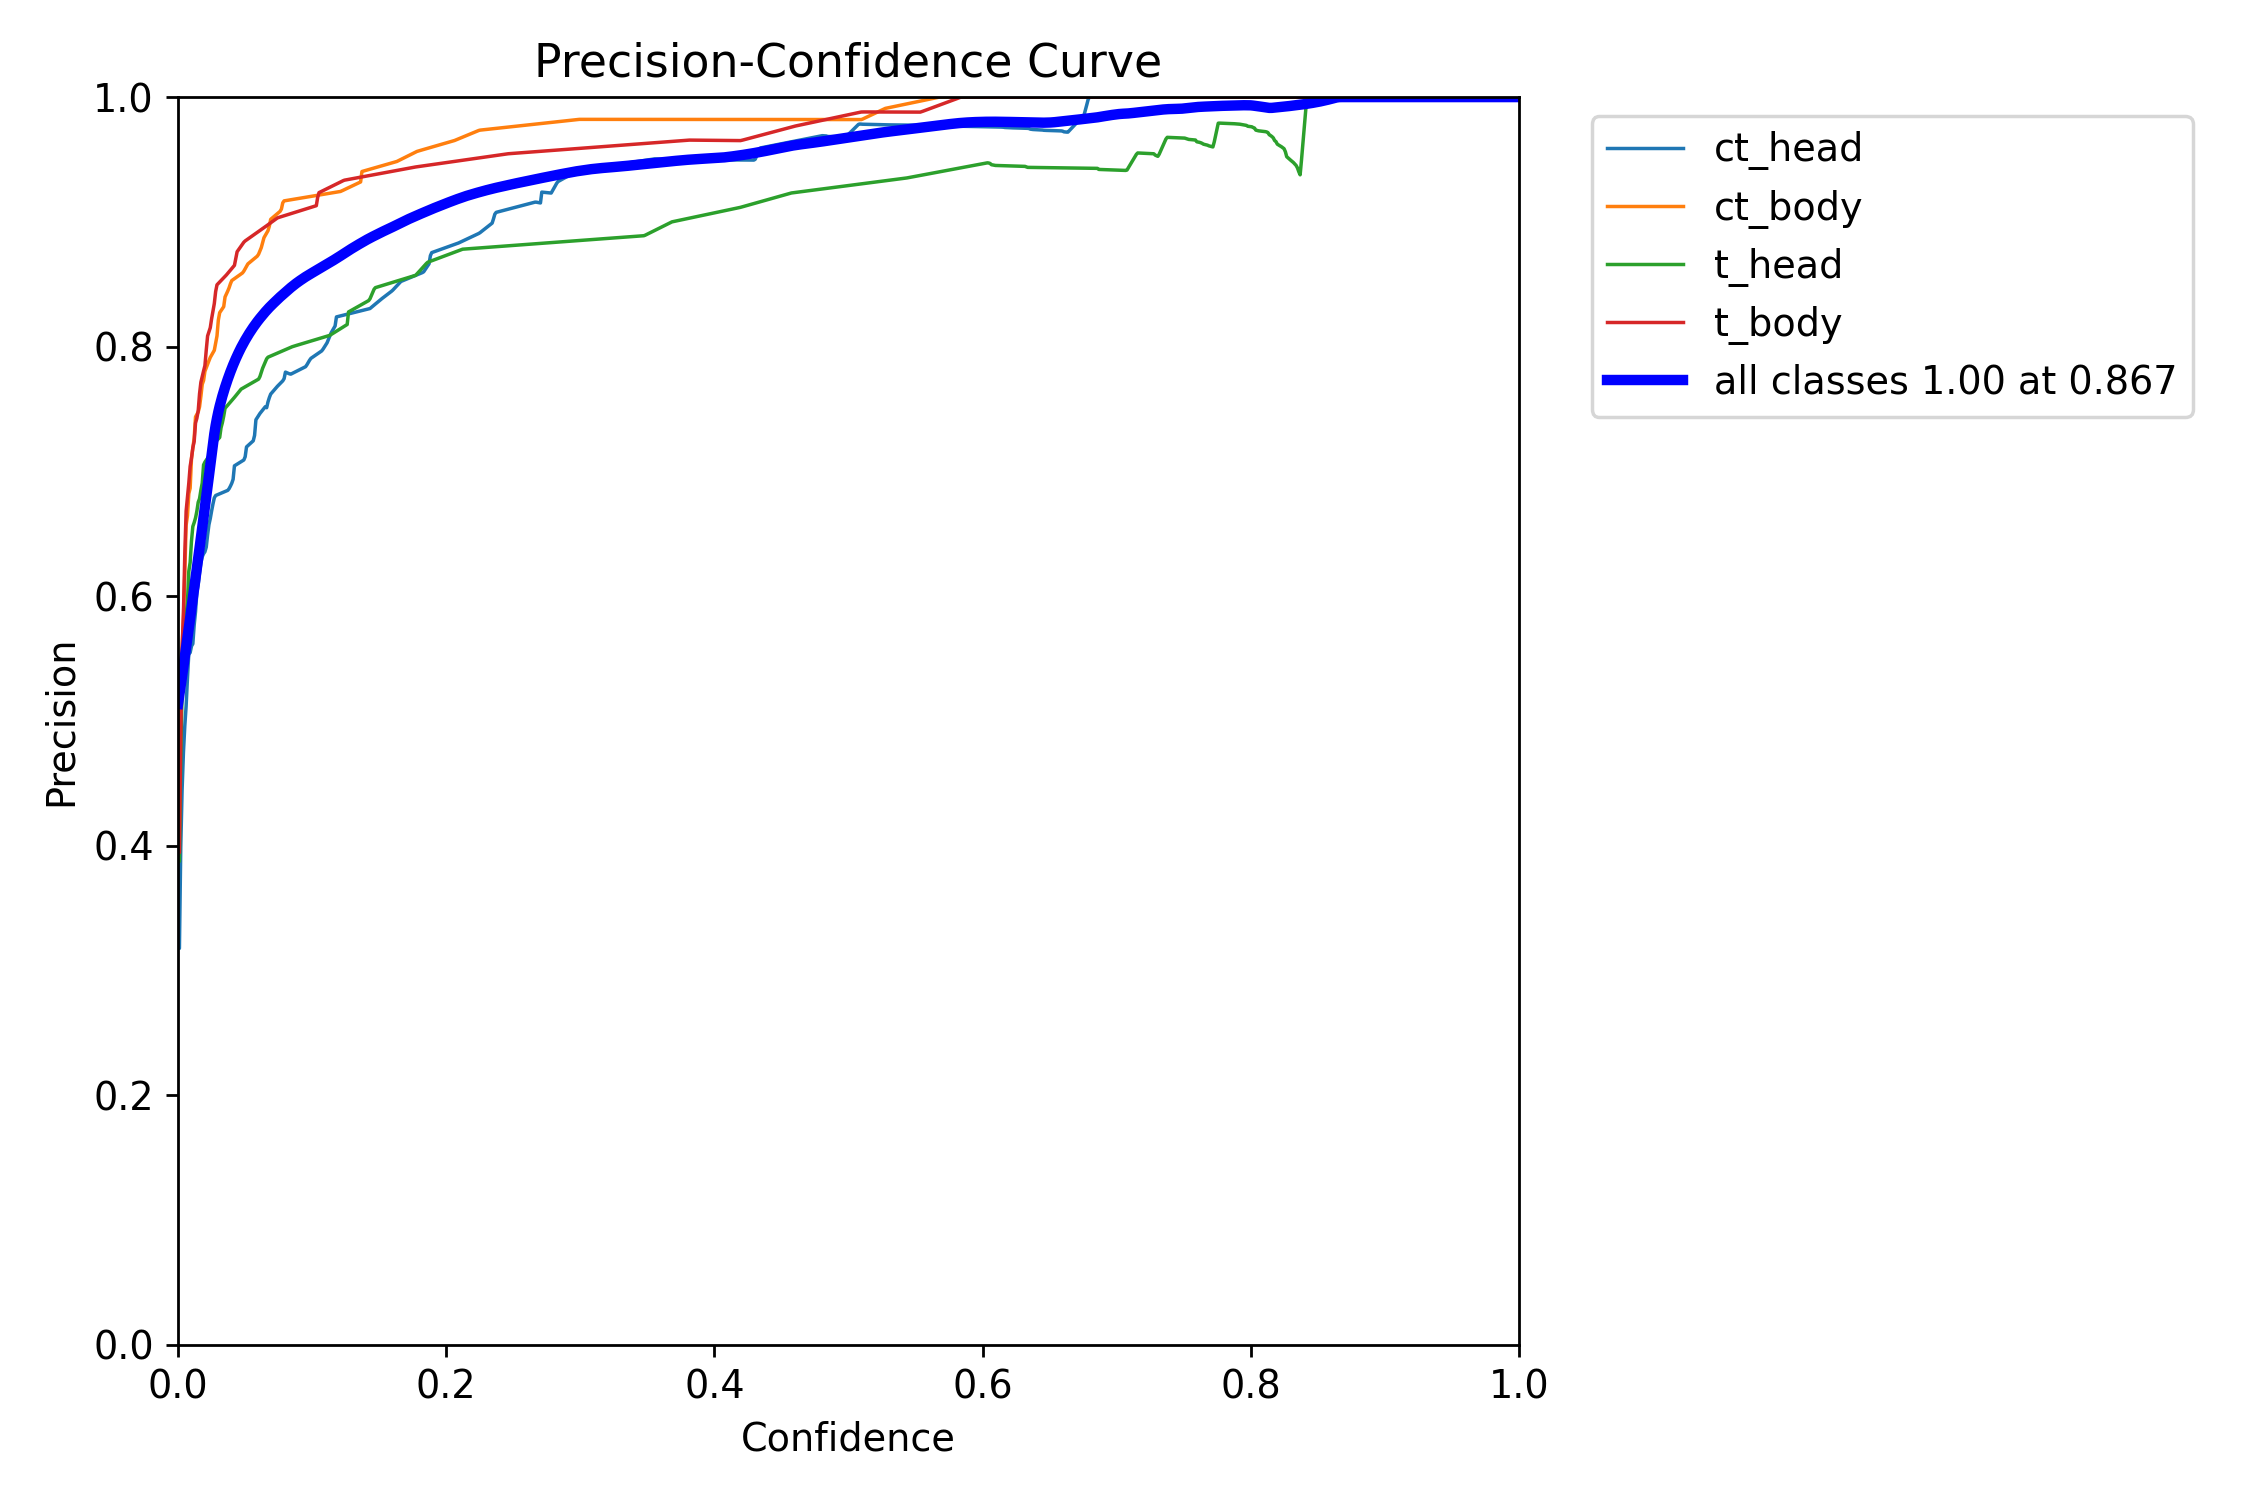 Precision-Confidence Curve
1.0
0.8
0.6
0.4
0.2
0.0
Precision
0.0 0.2 0.4 0.6 0.8 1.0
Confidence
ct_head
ct_body
t_head
t_body
all classes 1.00 at 0.867